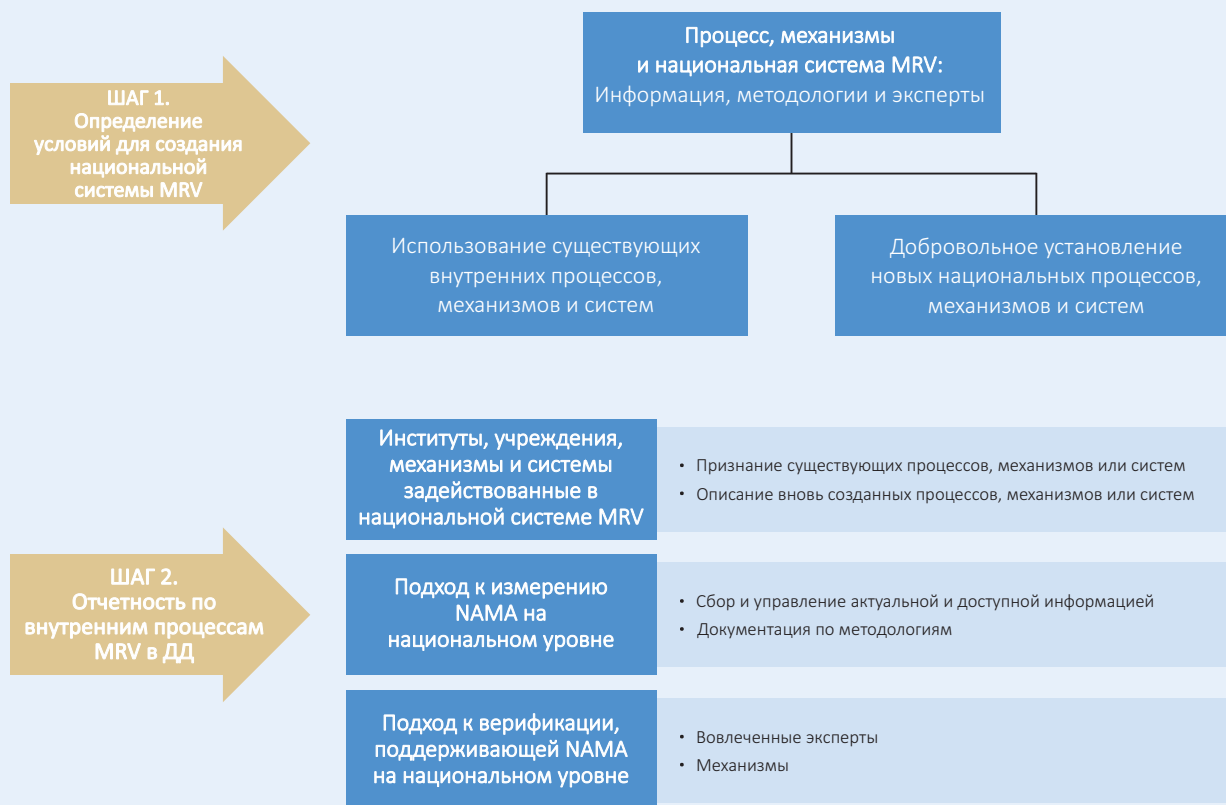 ШАГ 1.
Определение
условий для создания
национальной
системы MRV
Процесс, механизмы
и национальная система MRV:
Информация, методологии и эксперты
Использование существующих
внутренних процессов,
механизмов и систем
Добровольное установление
новых национальных процессов,
механизмов и систем
ШАГ 2.
Отчетность по
внутренним процессам
MRV в ДД
Институты, учреждения,
механизмы и системы
задействованные в
национальной системе MRV
• Признание существующих процессов, механизмов или систем
• Описание вновь созданных процессов, механизмов или систем
Подход к измерению
NAMA на
национальном уровне
• Сбор и управление актуальной и доступной информацией
• Документация по методологиям
Подход к верификации,
поддерживающей NAMA
на национальном уровне
• Вовлеченные эксперты
• Механизмы